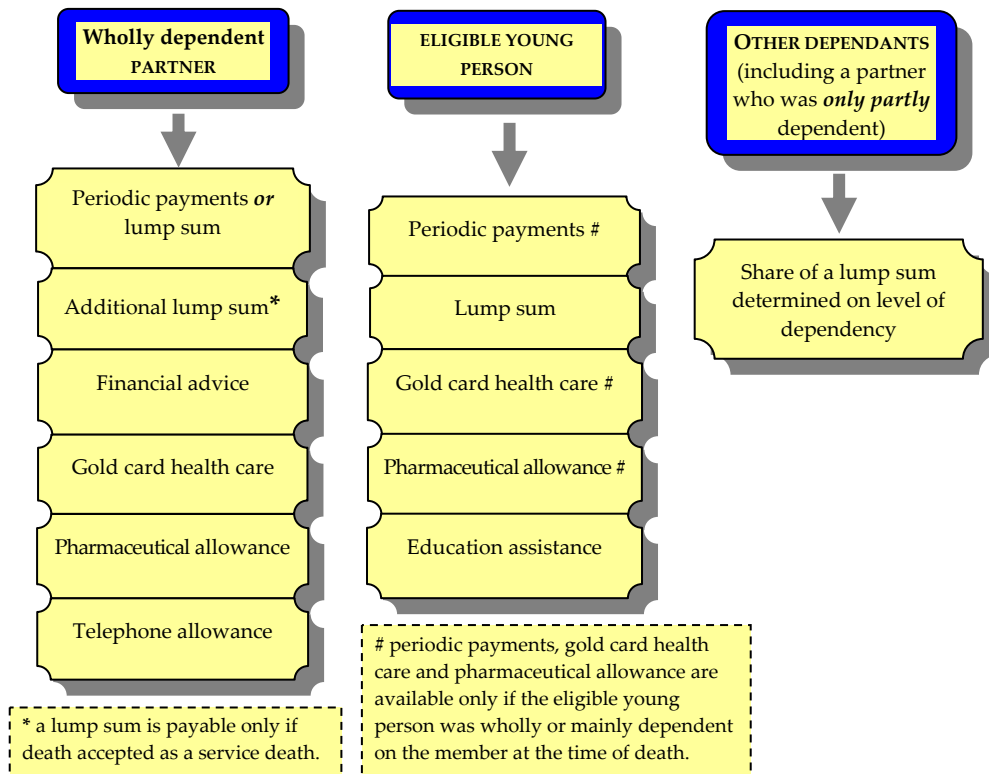 Wholly dependent
PARTNER
Periodic payments or
lump sum
Additional lump sum*
Financial advice
Gold card health care
Pharmaceutical allowance
Telephone allowance
* a lump sum is payable only if
death accepted as a service death.
ELIGIBLE YOUNG
PERSON
Periodic payments #
Lump sum
Gold card health care #
Pharmaceutical allowance #
Education assistance
# periodic payments, gold card health
care and pharmaceutical allowance are
available only if the eligible young
person was wholly or mainly dependent
on the member at the time of death.
OTHER DEPENDANTS
(including a partner
who was only partly
dependent)
Share of a lump sum
determined on level of
dependency